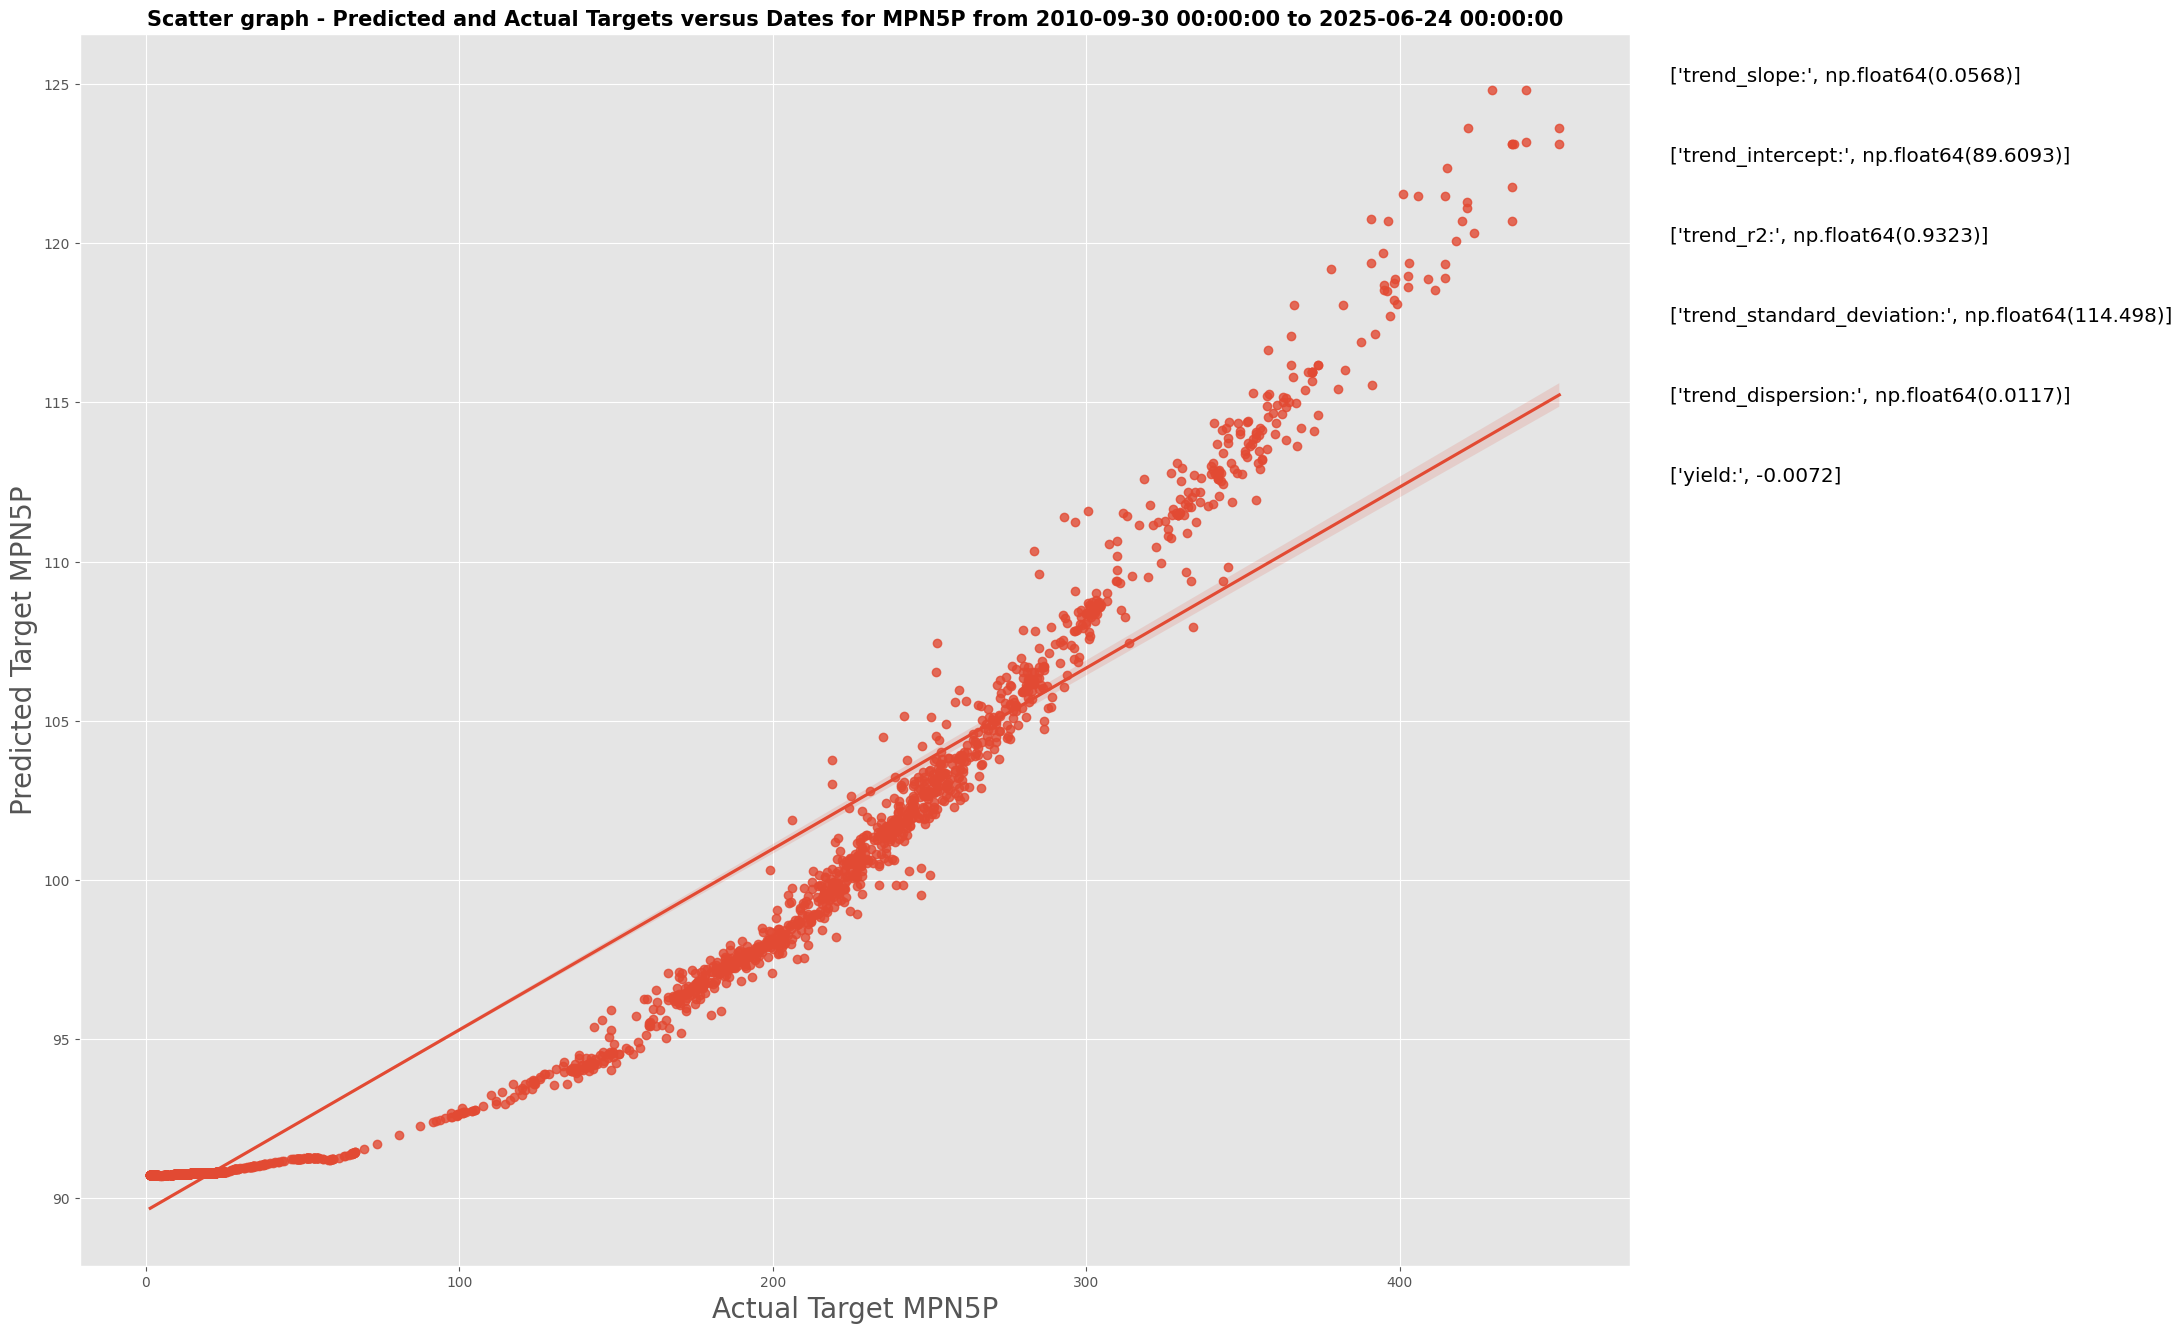 Scatter graph - Predicted and Actual Targets versus Dates for MPN5P from 2010-09-30 00:00:00 to 2025-06-24 00:00:00
125
120
115
110
105
100
95
90
Predicted Target MPN5P
0
100
200
300
400
Actual Target MPN5P
['trend_slope:', np.float64(0.0568)]
['trend_intercept:', np.float64(89.6093)]
['trend_r2:', np.float64(0.9323)]
['trend_standard_deviation:', np.float64(114.498)]
['trend_dispersion:', np.float64(0.0117)]
['yield:', -0.0072]